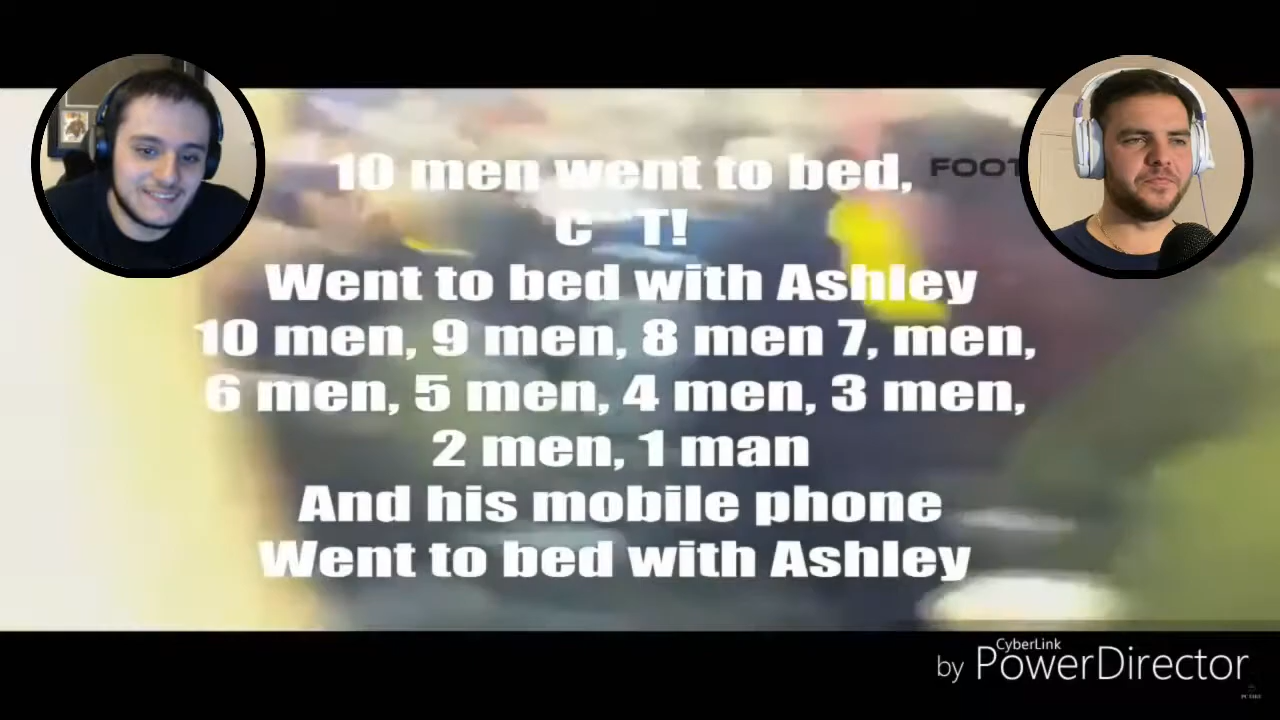 10 men went to bed,
FOOT
C T!
Went to bed with Ashley
10 men, 9 men, 8 men 7, men,
6 men, 5 men, 4 men, 3 men,
2 men, 1 man
And his mobile phone
Went to bed with Ashley
CyberLink
by PowerDirector